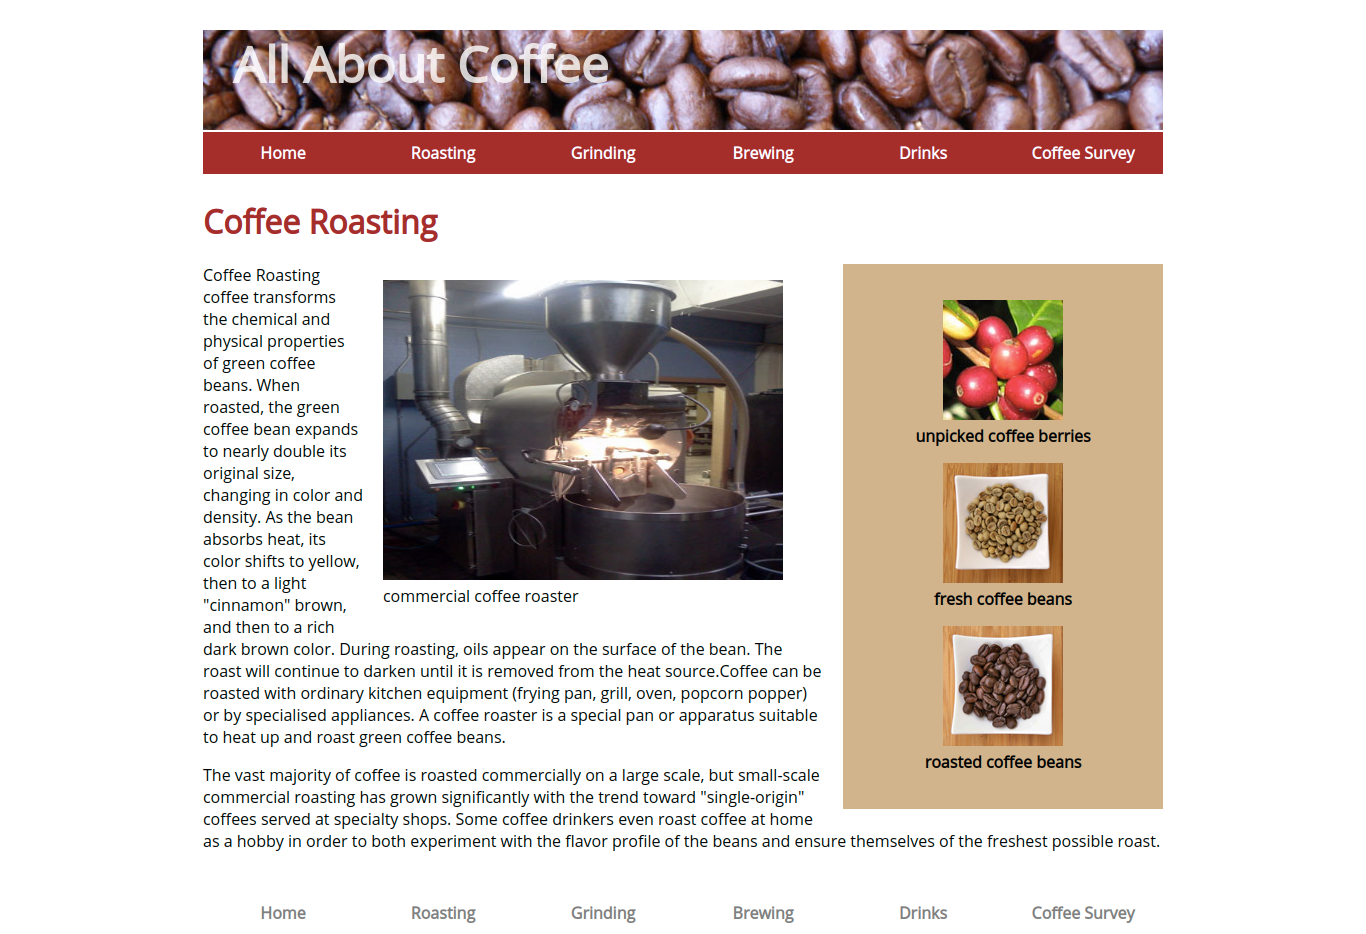 All About Coffee
Home Roasting Grinding Brewing Drinks Coffee Survey
Coffee Roasting
Coffee Roasting
coffee transforms
the chemical and
physical properties
of green coffee
beans. When
roasted, the green
coffee bean expands
to nearly double its
original size,
changing in color and
density. As the bean
absorbs heat, its
color shifts to yellow,
then to a light
"cinnamon" brown,
and then to a rich
dark brown color. During roasting, oils appear on the surface of the bean. The
roast will continue to darken until it is removed from the heat source.Coffee can be
roasted with ordinary kitchen equipment (frying pan, grill, oven, popcorn popper)
or by specialised appliances. A coffee roaster is a special pan or apparatus suitable
to heat up and roast green coffee beans.
commercial coffee roaster
The vast majority of coffee is roasted commercially on a large scale, but small-scale
commercial roasting has grown significantly with the trend toward "single-origin"
coffees served at specialty shops. Some coffee drinkers even roast coffee at home
as a hobby in order to both experiment with the flavor profile of the beans and ensure themselves of the freshest possible roast.
unpicked coffee berries
fresh coffee beans
roasted coffee beans
Home Roasting Grinding Brewing Drinks Coffee Survey